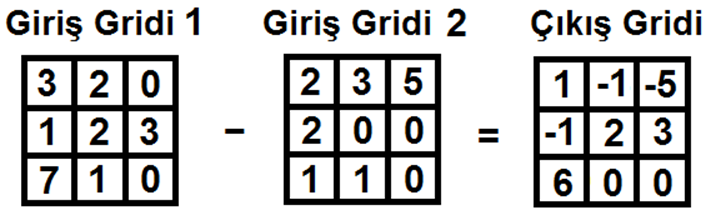 Giriş Gridi 1 Giriş Gridi 2 Çıkış Gridi
3 2 0 2 3 5 1 -1 -5
1 2 3 - 2 0 0 = -1 2 3
7 1 0 1 1 0 6 0 0